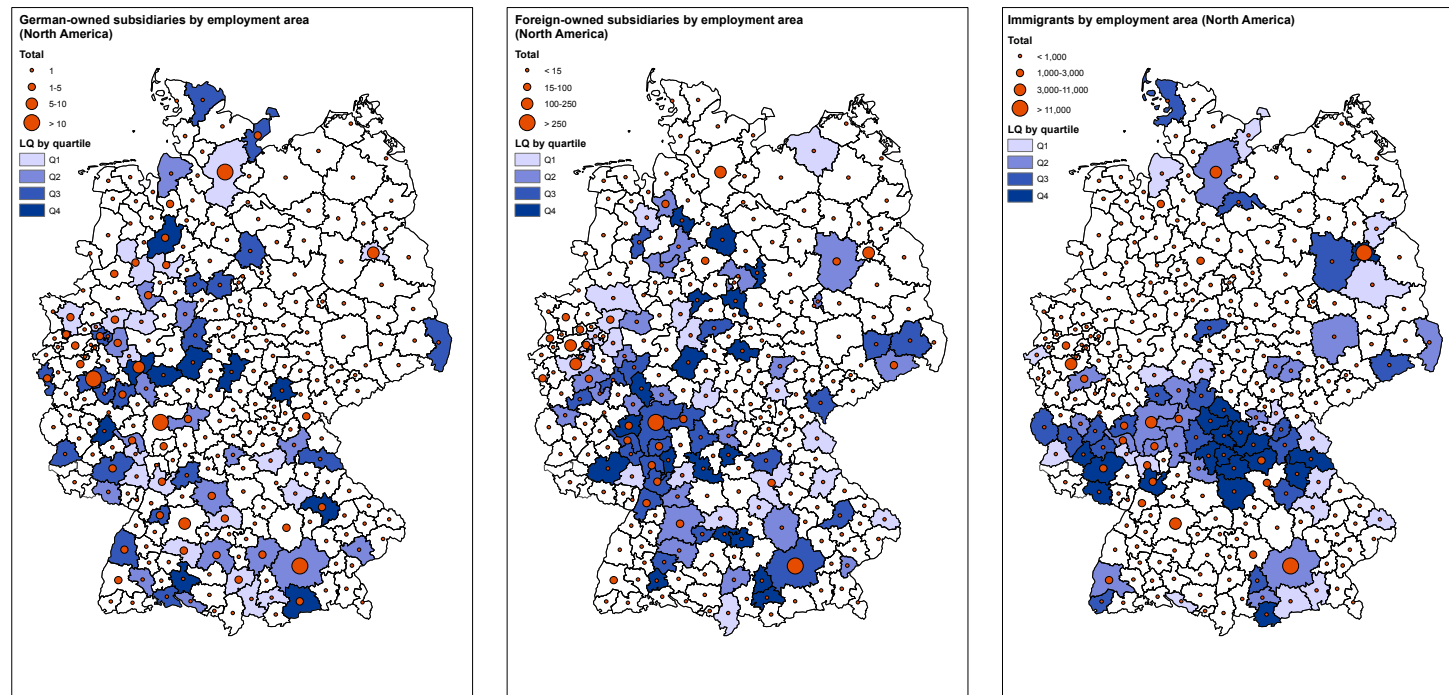 German-owned subsidiaries by employment area
(North America)
Total
1
1-5
5-10
> 10
LQ by quartile
Q1
Q2
Q3
Q4
Foreign-owned subsidiaries by employment area
(North America)
Total
< 15
15-100
100-250
> 250
LQ by quartile
Q1
Q2
Q3
Q4
Immigrants by employment area (North America)
Total
< 1,000
1,000-3,000
3,000-11,000
> 11,000
LQ by quartile
Q1
Q2
Q3
Q4